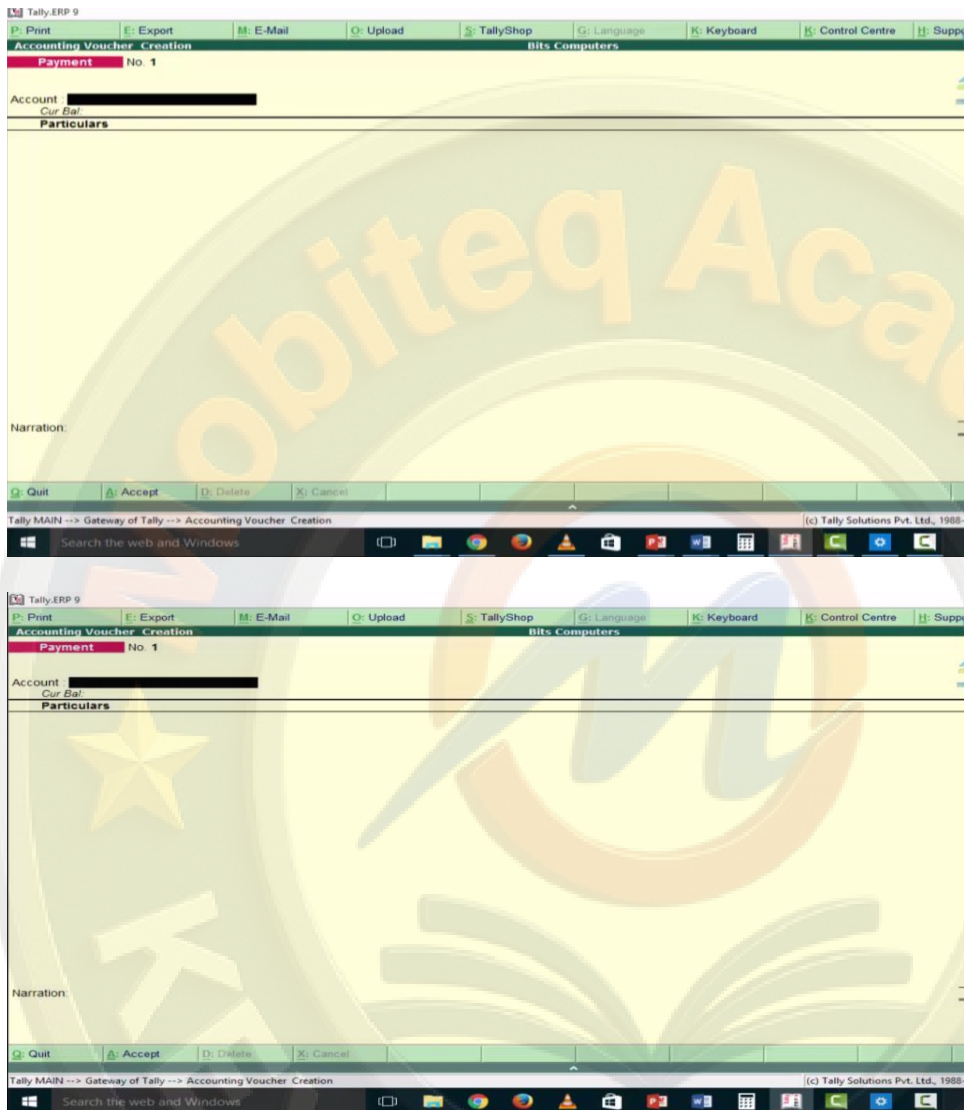 Tally.ERP 9
P: Print E: Export M: E-Mail O: Upload S: TallyShop G: Language K: Keyboard K: Control Centre H: Supp
Accounting Voucher Creation Bits Computers
Payment No. 1
Account :
Cur Bal:
Particulars
Mobiteq Aca
Narration:
Q: Quit A: Accept D: Delete X: Cancel
Tally MAIN --> Gateway of Tally --> Accounting Voucher Creation (c) Tally Solutions Pvt. Ltd., 1988-
Search the web and Windows
Tally.ERP 9
P: Print E: Export M: E-Mail O: Upload S: TallyShop G: Language K: Keyboard K: Control Centre H: Supp
Accounting Voucher Creation Bits Computers
Payment No. 1
Account :
Cur Bal:
Particulars
Narration:
Q: Quit A: Accept D: Delete X: Cancel
Tally MAIN --> Gateway of Tally --> Accounting Voucher Creation (c) Tally Solutions Pvt. Ltd., 1988-
Search the web and Windows